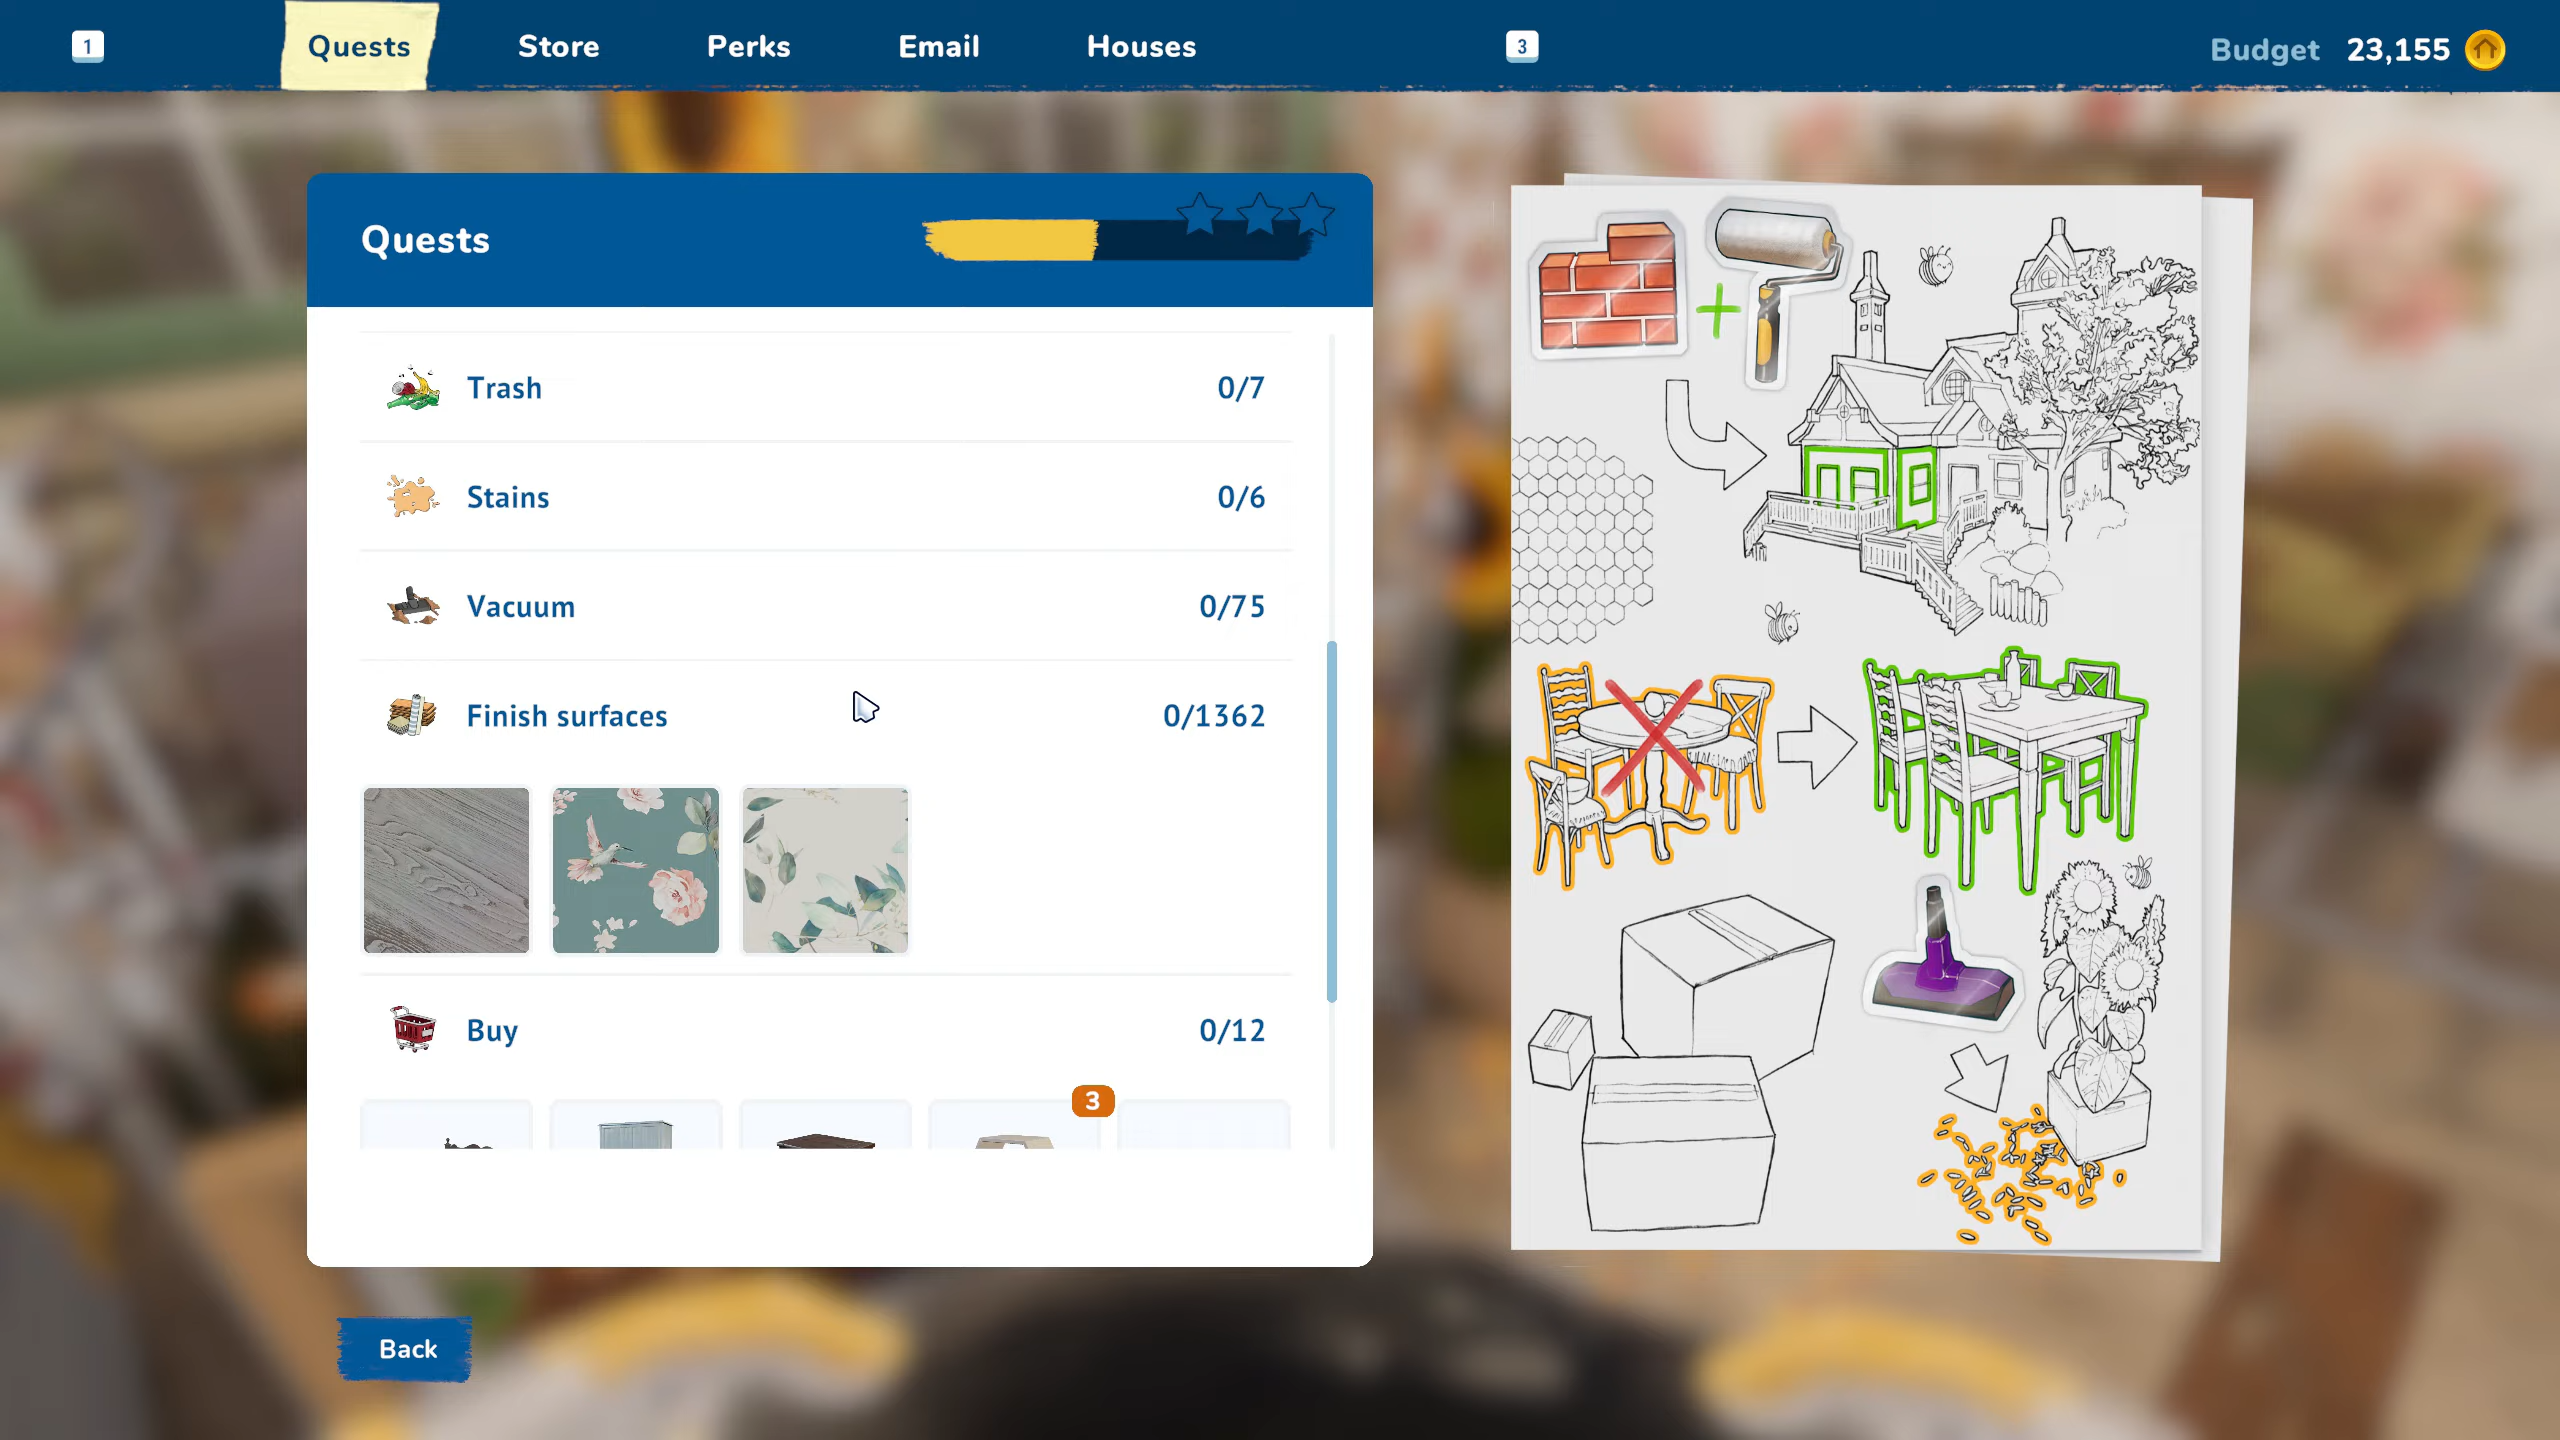 1
Quests
Store
Perks
Email
Houses
3
Budget 23,155
Quests
Trash 0/7
Stains 0/6
Vacuum 0/75
Finish surfaces 0/1362
Buy 0/12
3
Back